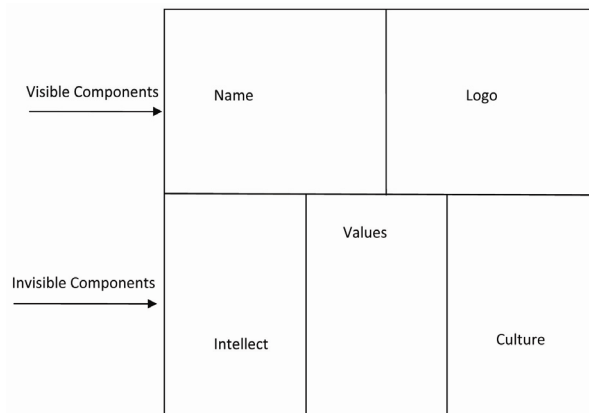 Visible Components
Name
Logo
Values
Invisible Components
Intellect
Culture